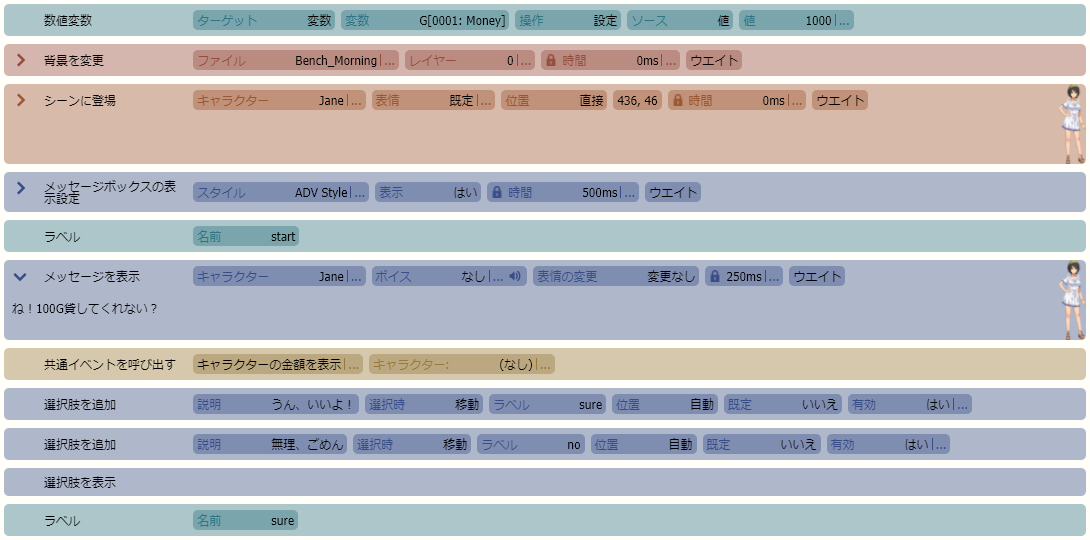 数値変数 ターゲット 変数 変数 G[0001: Money] 操作 設定 ソース 値 値 1000 |...
背景を変更 ファイル Bench_Morning |... レイヤー 0 |... 時間 0ms |... ウエイト
シーンに登場 キャラクター Jane |... 表情 既定 |... 位置 直接 436, 46 時間 0ms |... ウエイト
メッセージボックスの表
示設定 スタイル ADV Style |... 表示 はい 時間 500ms |... ウエイト
ラベル 名前 start
メッセージを表示 キャラクター Jane |... ボイス なし |... 表情の変更 変更なし 250ms |... ウエイト
ね！100G貸してくれない？
共通イベントを呼び出す キャラクターの金額を表示 |... キャラクター: (なし) |...
選択肢を追加 説明 うん、いいよ！ 選択時 移動 ラベル sure 位置 自動 既定 いいえ 有効 はい |...
選択肢を追加 説明 無理、ごめん 選択時 移動 ラベル no 位置 自動 既定 いいえ 有効 はい |...
選択肢を表示
ラベル 名前 sure